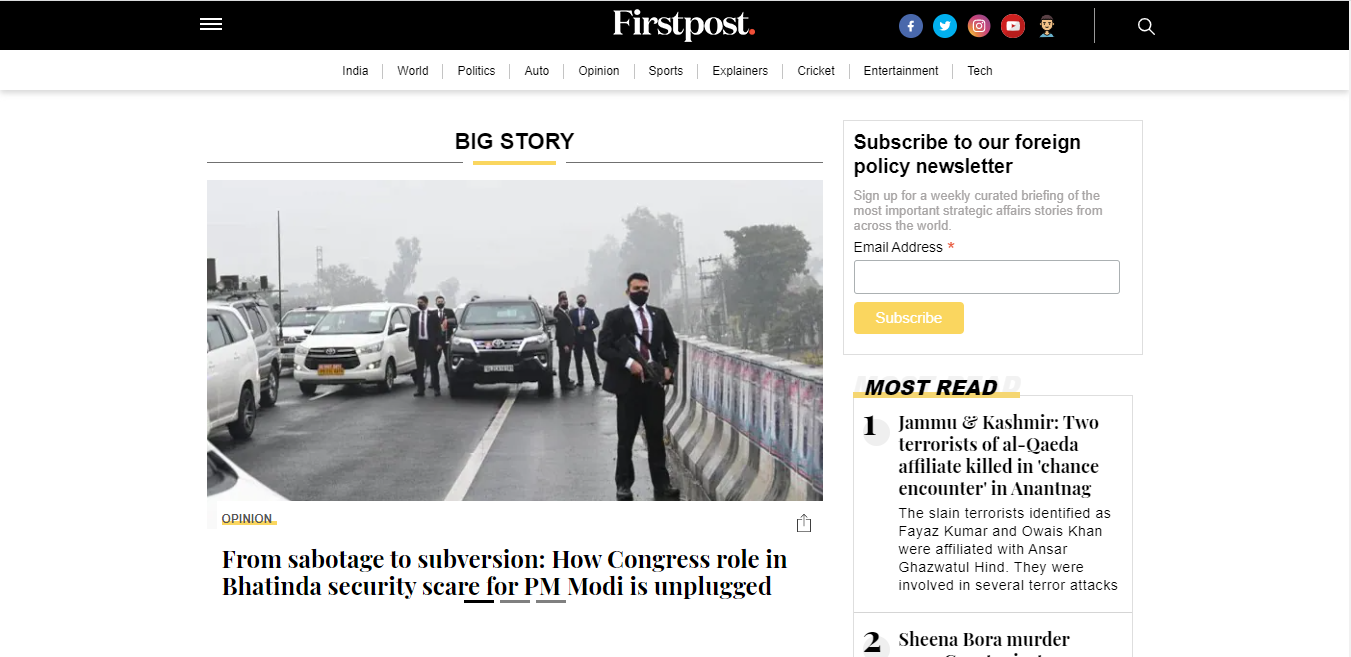 Firstpost.
India
World
Politics
Auto
Opinion
Sports
Explainers
Cricket
Entertainment
Tech
BIG STORY
OPINION
From sabotage to subversion: How Congress role in
Bhatinda security scare for PM Modi is unplugged
Subscribe to our foreign
policy newsletter
Sign up for a weekly curated briefing of the
most important strategic affairs stories from
across the world.
Email Address *
Subscribe
MOST READ
1
Jammu & Kashmir: Two
terrorists of al-Qaeda
affiliate killed in 'chance
encounter' in Anantnag
The slain terrorists identified as
Fayaz Kumar and Owais Khan
were affiliated with Ansar
Ghazwatul Hind. They were
involved in several terror attacks
2
Sheena Bora murder